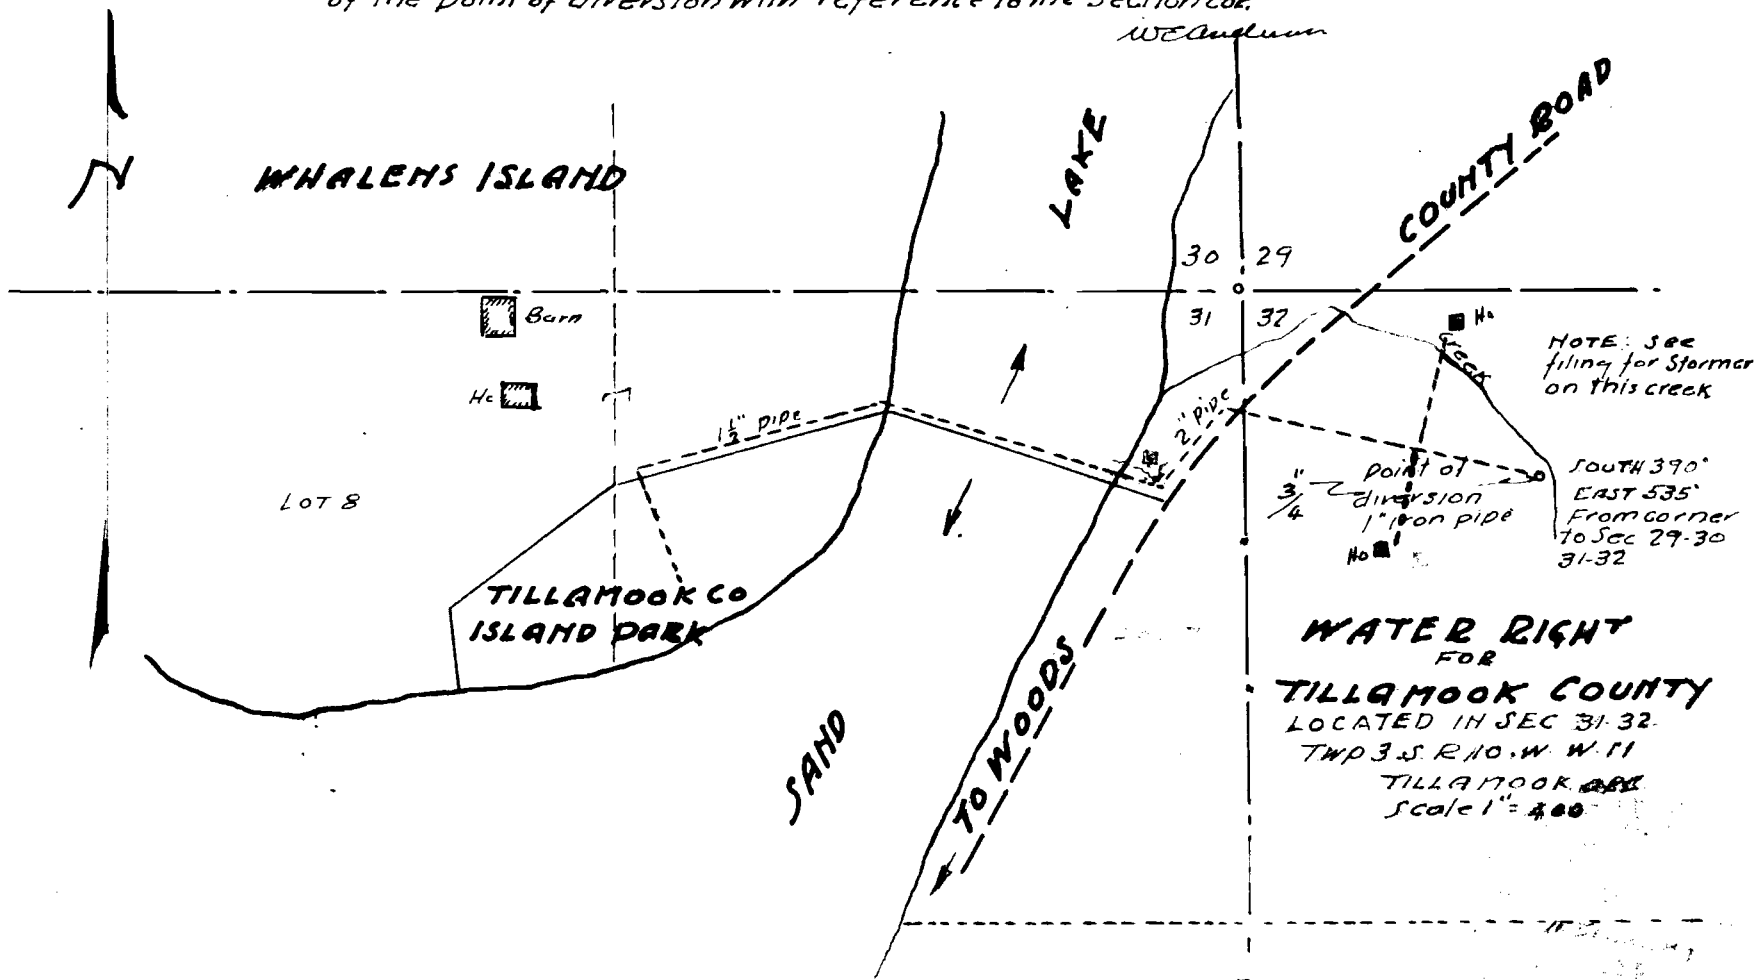 of the point of diversion with reference to the section cor.
WE Anderson
N
WHALENS ISLAND
LAKE
COUNTY ROAD
30 29
31 32
Barn
Ho
Ho
Creek
NOTE: see
filing for Stormer
on this creek
1½" pipe
2" pipe
LOT 8
3/4"
point of
diversion
1" iron pipe
Ho
SOUTH 390'
EAST 535'
From corner
to Sec 29-30
31-32
TILLAMOOK CO
ISLAND PARK
SAND
TO WOODS
WATER RIGHT
FOR
TILLAMOOK COUNTY
LOCATED IN SEC 31-32.
TWP 3.S. R 10.W. W.M
TILLAMOOK ORE
Scale 1" = 400